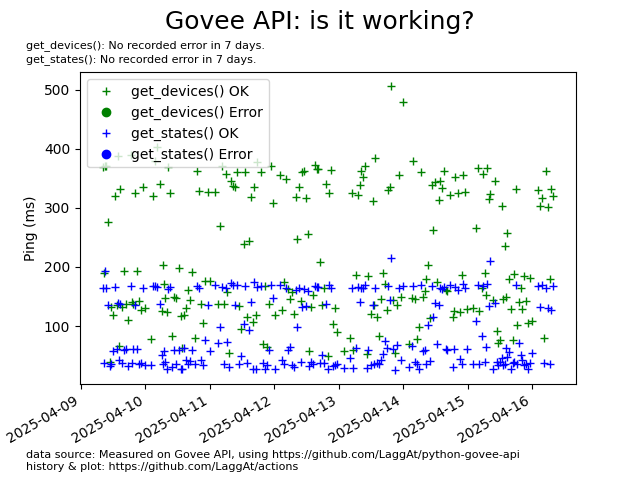 Govee API: is it working?
get_devices(): No recorded error in 7 days.
get_states(): No recorded error in 7 days.
get_devices() OK
get_devices() Error
get_states() OK
get_states() Error
Ping (ms)
500
400
300
200
100
2025-04-09
2025-04-10
2025-04-11
2025-04-12
2025-04-13
2025-04-14
2025-04-15
2025-04-16
data source: Measured on Govee API, using https://github.com/LaggAt/python-govee-api
history & plot: https://github.com/LaggAt/actions